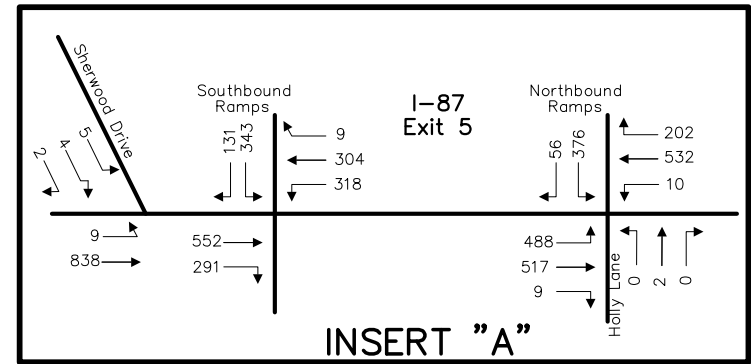 Sherwood Drive
2
4
5
9
838
Southbound
Ramps
131
343
9
304
318
552
291
I-87
Exit 5
Northbound
Ramps
56
376
202
532
10
488
517
9
Holly Lane
0
2
0
INSERT "A"